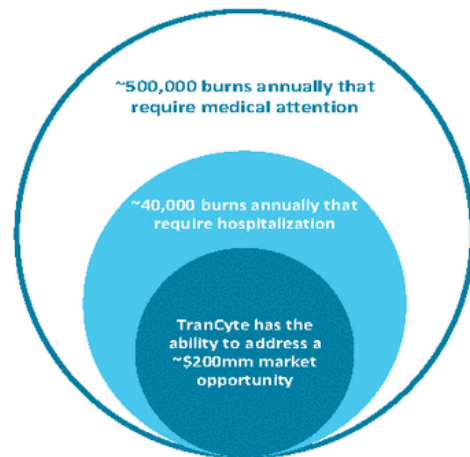 ~500,000 burns annually that
require medical attention
~40,000 burns annually that
require hospitalization
TranCyte has the
ability to address a
~$200mm market
opportunity